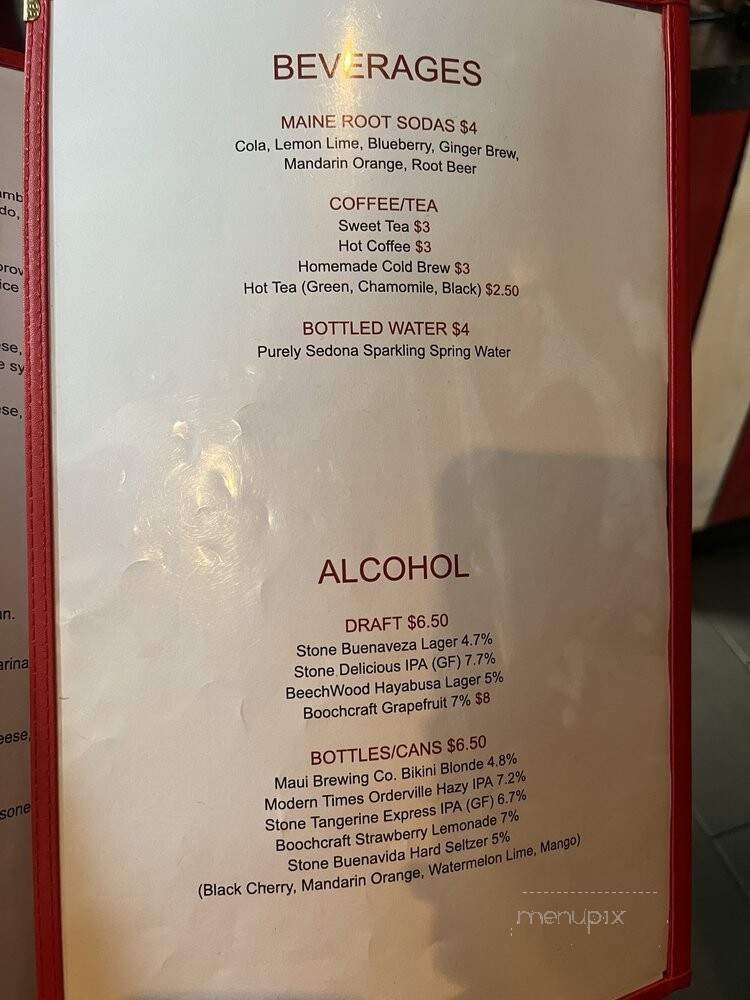 BEVERAGES
MAINE ROOT SODAS $4
Cola, Lemon Lime, Blueberry, Ginger Brew,
Mandarin Orange, Root Beer
COFFEE/TEA
Sweet Tea $3
Hot Coffee $3
Homemade Cold Brew $3
Hot Tea (Green, Chamomile, Black) $2.50
BOTTLED WATER $4
Purely Sedona Sparkling Spring Water
ALCOHOL
DRAFT $6.50
Stone Buenaveza Lager 4.7%
Stone Delicious IPA (GF) 7.7%
BeechWood Hayabusa Lager 5%
Boochcraft Grapefruit 7% $8
BOTTLES/CANS $6.50
Maui Brewing Co. Bikini Blonde 4.8%
Modern Times Orderville Hazy IPA 7.2%
Stone Tangerine Express IPA (GF) 6.7%
Boochcraft Strawberry Lemonade 7%
Stone Buenavida Hard Seltzer 5%
(Black Cherry, Mandarin Orange, Watermelon Lime, Mango)
menupix